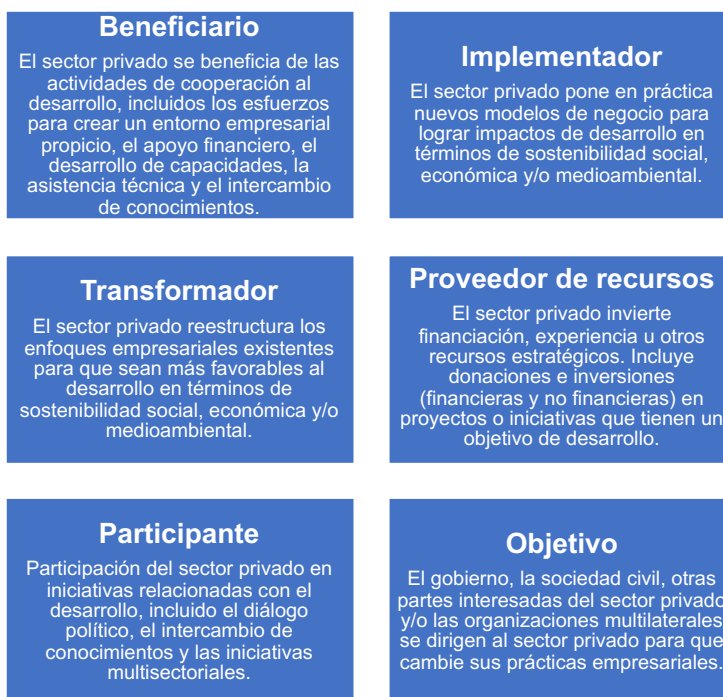 Beneficiario
El sector privado se beneficia de las
actividades de cooperación al
desarrollo, incluidos los esfuerzos
para crear un entorno empresarial
propicio, el apoyo financiero, el
desarrollo de capacidades, la
asistencia técnica y el intercambio
de conocimientos.
Implementador
El sector privado pone en práctica
nuevos modelos de negocio para
lograr impactos de desarrollo en
términos de sostenibilidad social,
económica y/o medioambiental.
Transformador
El sector privado reestructura los
enfoques empresariales existentes
para que sean más favorables al
desarrollo en términos de
sostenibilidad social, económica y/o
medioambiental.
Proveedor de recursos
El sector privado invierte
financiación, experiencia u otros
recursos estratégicos. Incluye
donaciones e inversiones
(financieras y no financieras) en
proyectos o iniciativas que tienen un
objetivo de desarrollo.
Participante
Participación del sector privado en
iniciativas relacionadas con el
desarrollo, incluido el diálogo
político, el intercambio de
conocimientos y las iniciativas
multisectoriales.
Objetivo
El gobierno, la sociedad civil, otras
partes interesadas del sector privado
y/o las organizaciones multilaterales
se dirigen al sector privado para que
cambie sus prácticas empresariales.